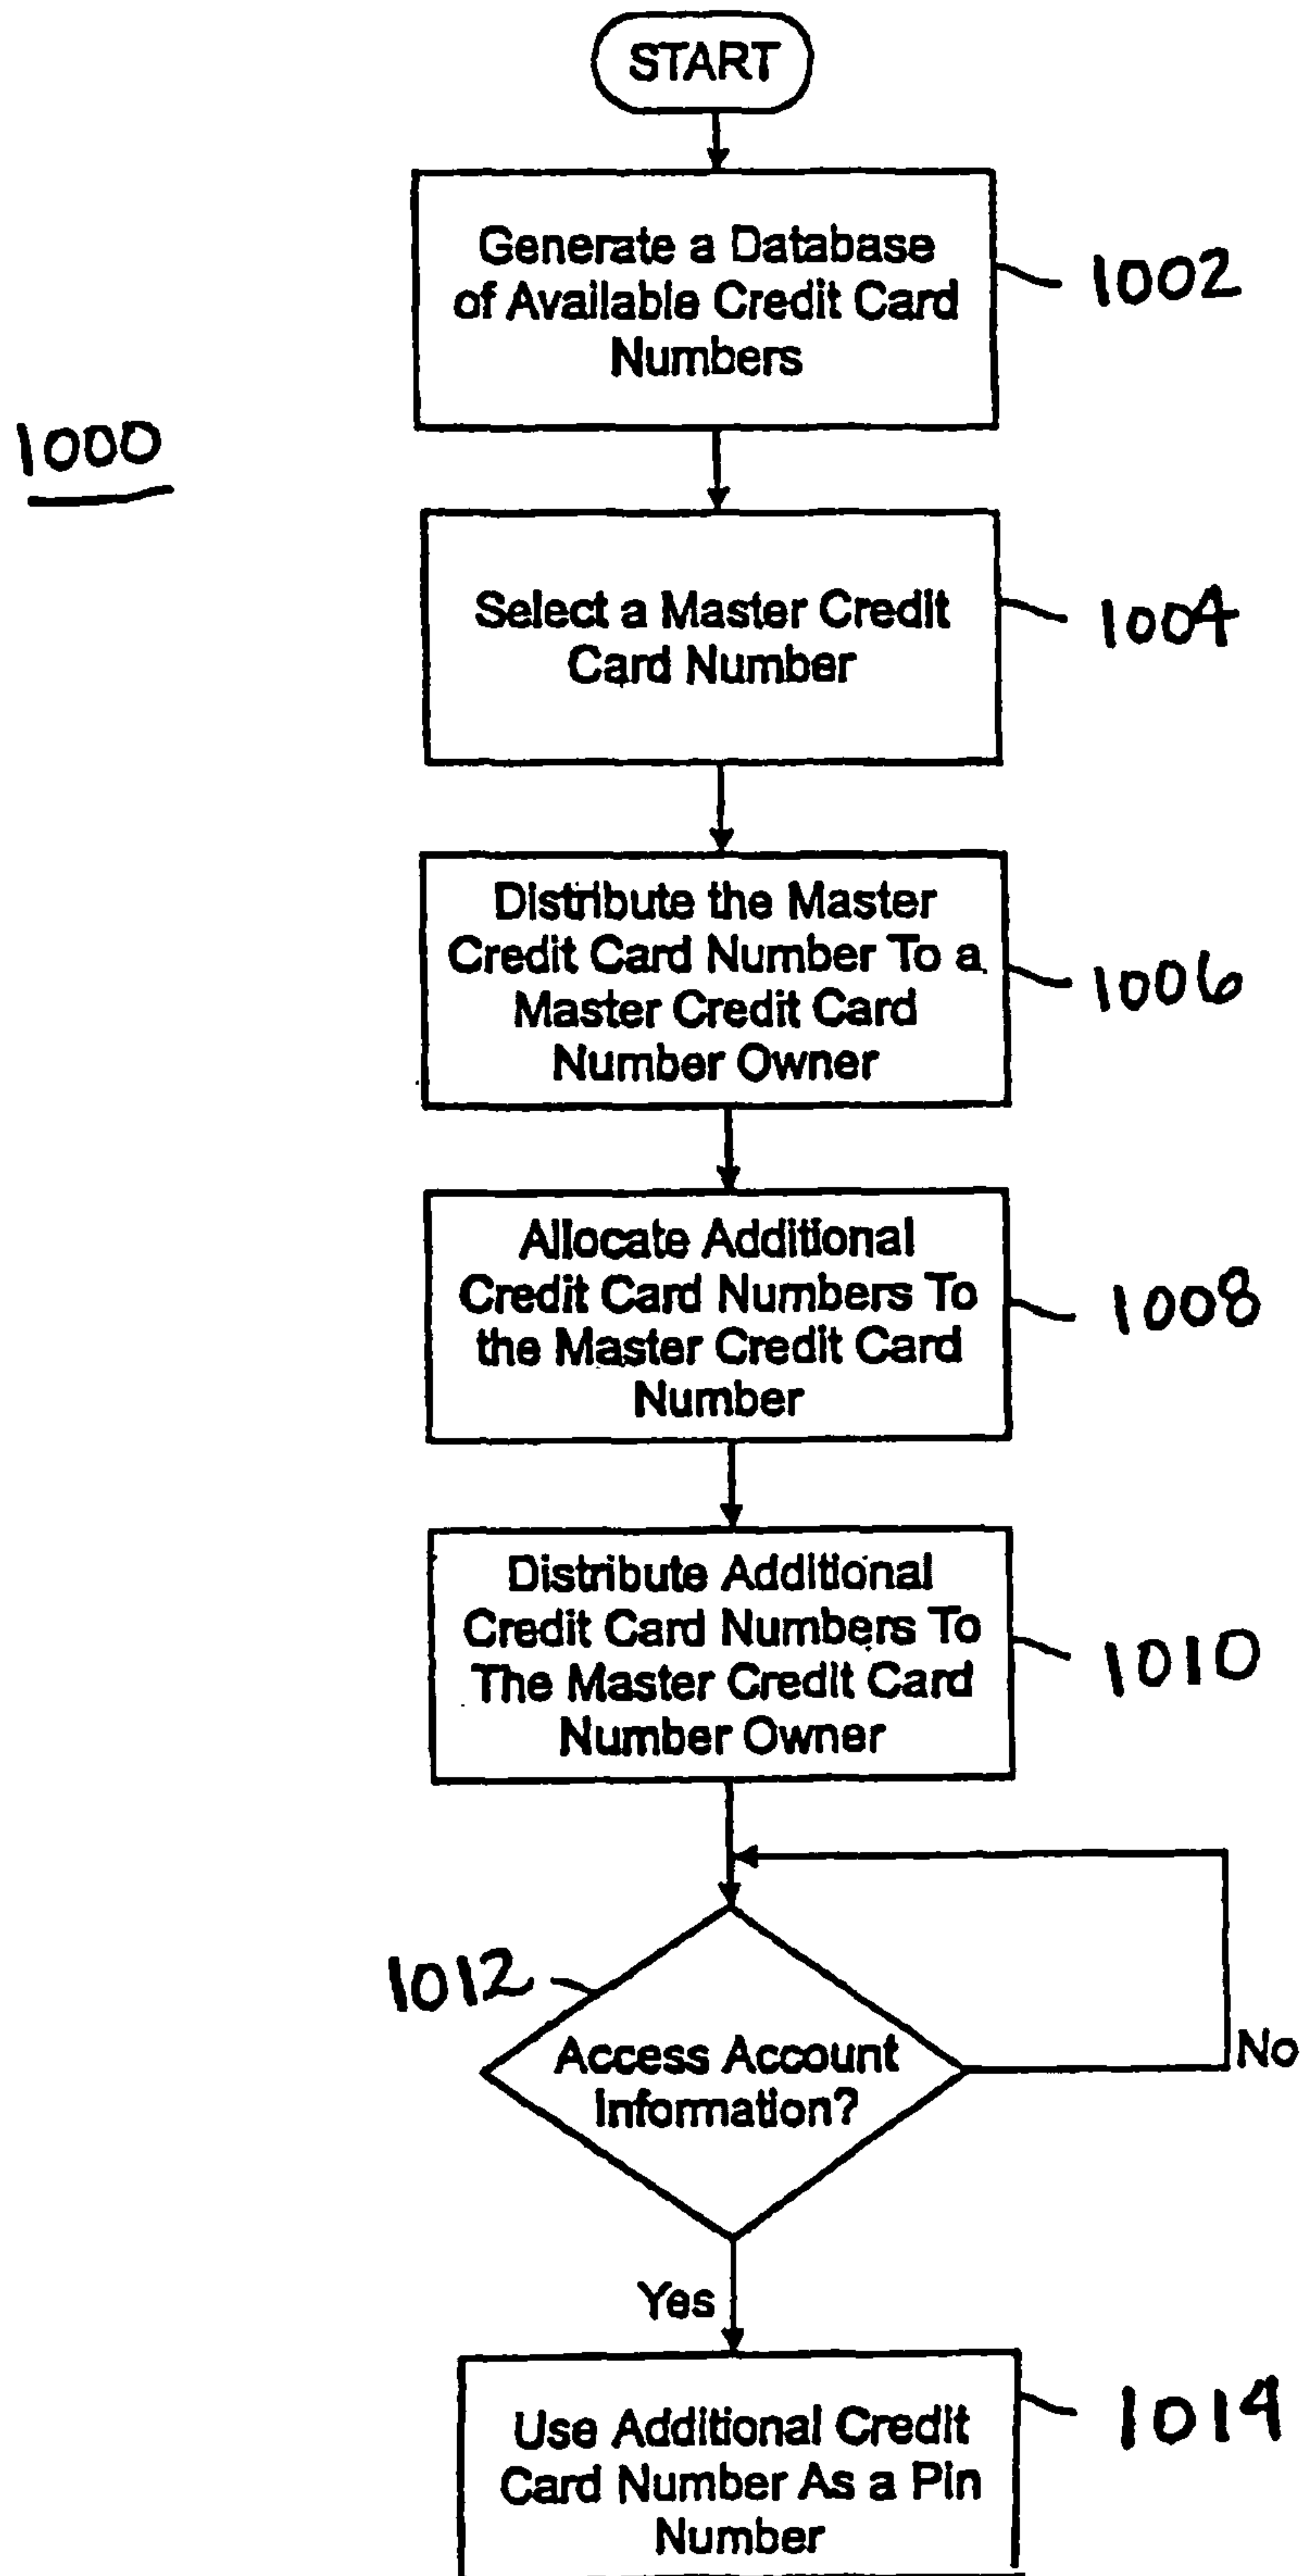 START
Generate a Database
of Available Credit Card
Numbers
1002
1000
Select a Master Credit
Card Number
1004
Distribute the Master
Credit Card Number To a
Master Credit Card
Number Owner
1006
Allocate Additional
Credit Card Numbers To
the Master Credit Card
Number
1008
Distribute Additional
Credit Card Numbers To
The Master Credit Card
Number Owner
1010
1012
Access Account
Information?
No
Yes
Use Additional Credit
Card Number As a Pin
Number
1014